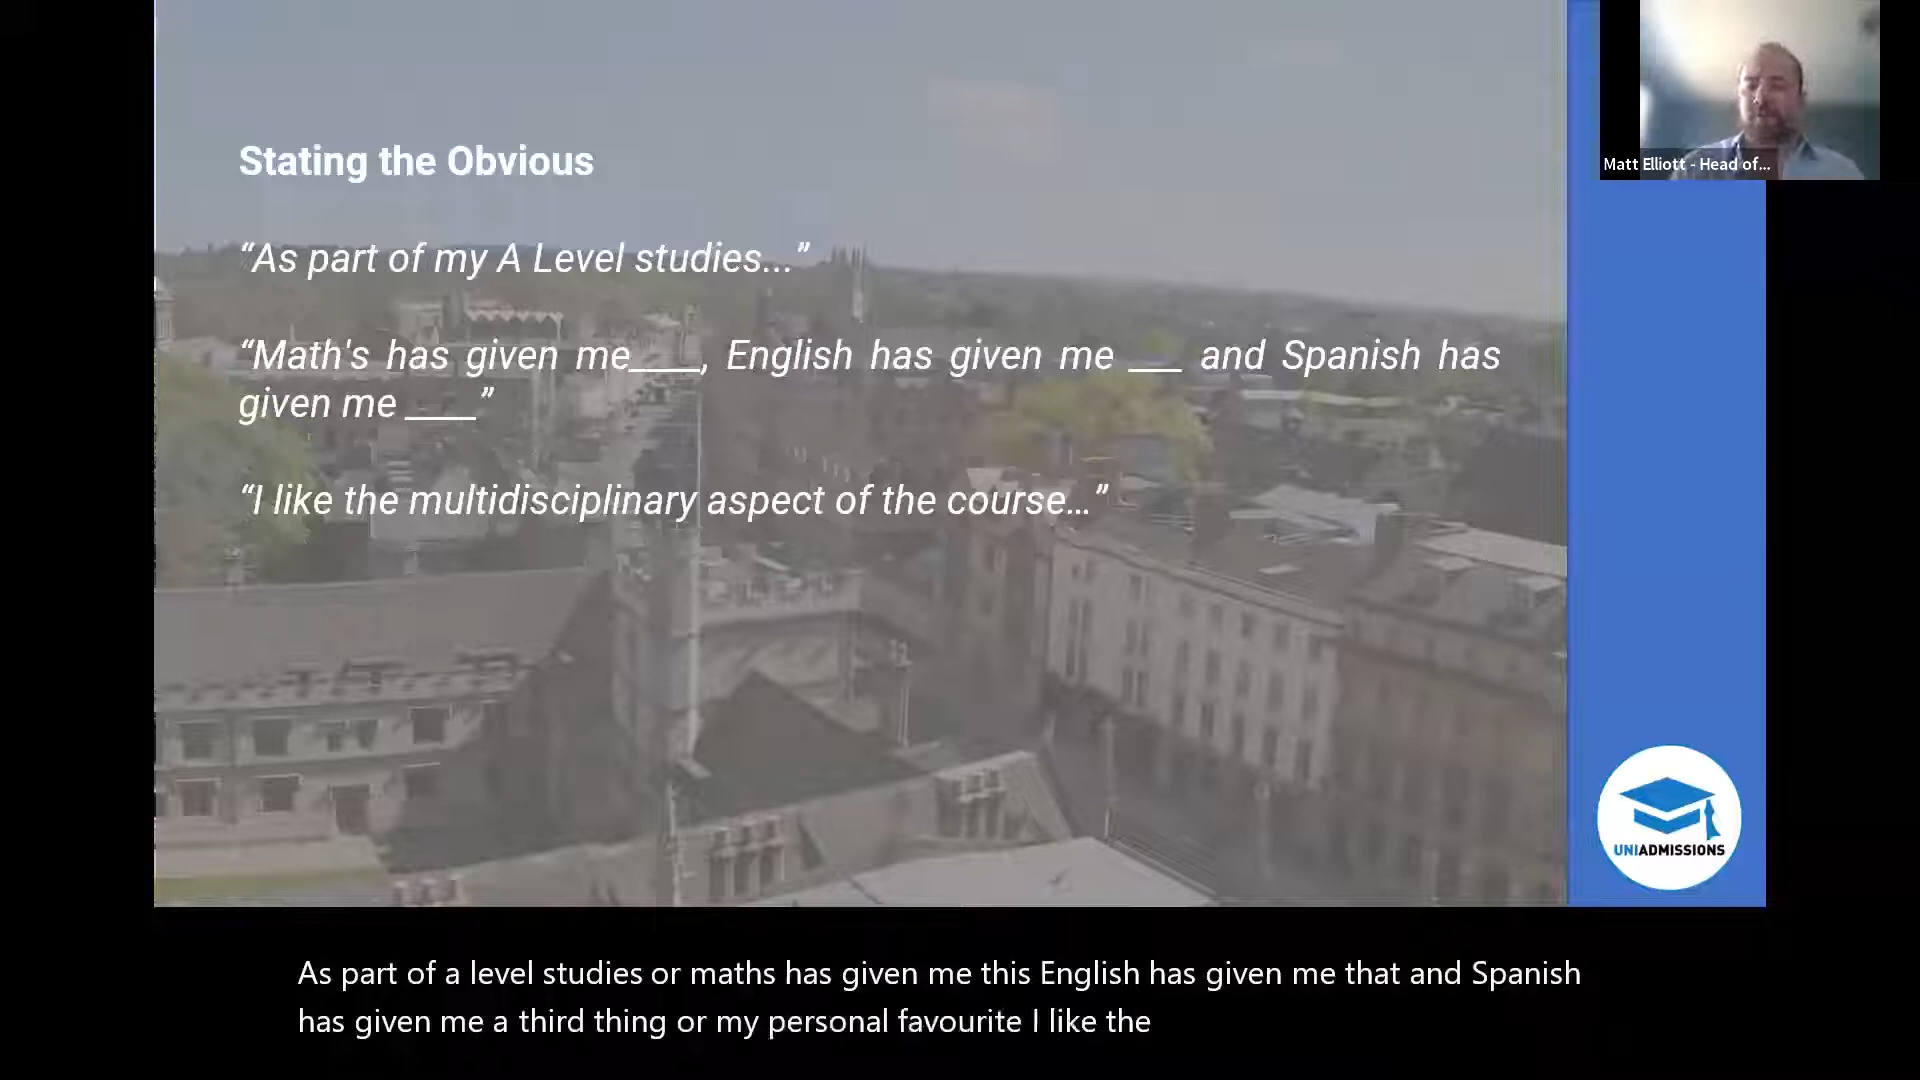 Stating the Obvious
“As part of my A Level studies...”
“Math's has given me____, English has given me ___ and Spanish has
given me ____”
“I like the multidisciplinary aspect of the course…”
Matt Elliott - Head of...
UNIADMISSIONS
As part of a level studies or maths has given me this English has given me that and Spanish
has given me a third thing or my personal favourite I like the